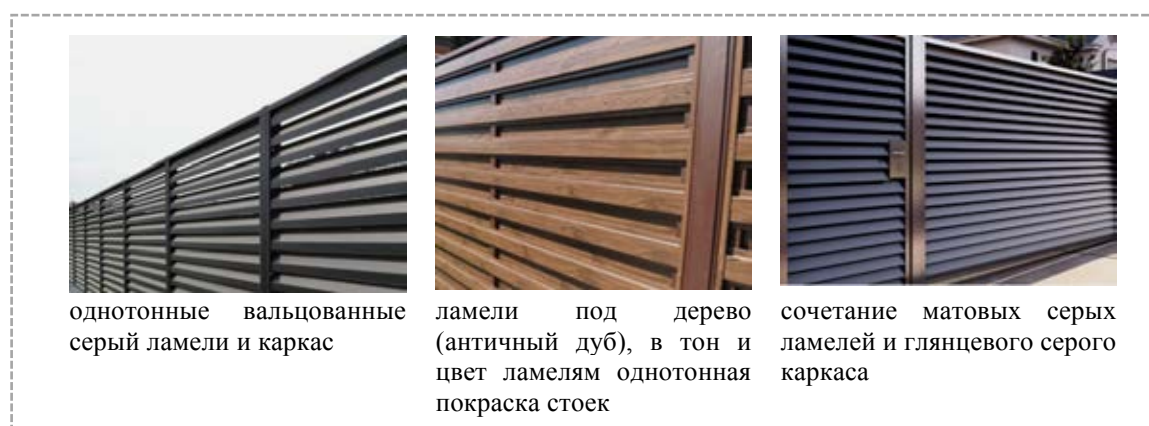 однотонные вальцованные
серый ламели и каркас
ламели под дерево
(античный дуб), в тон и
цвет ламелям однотонная
покраска стоек
сочетание матовых серых
ламелей и глянцевого серого
каркаса